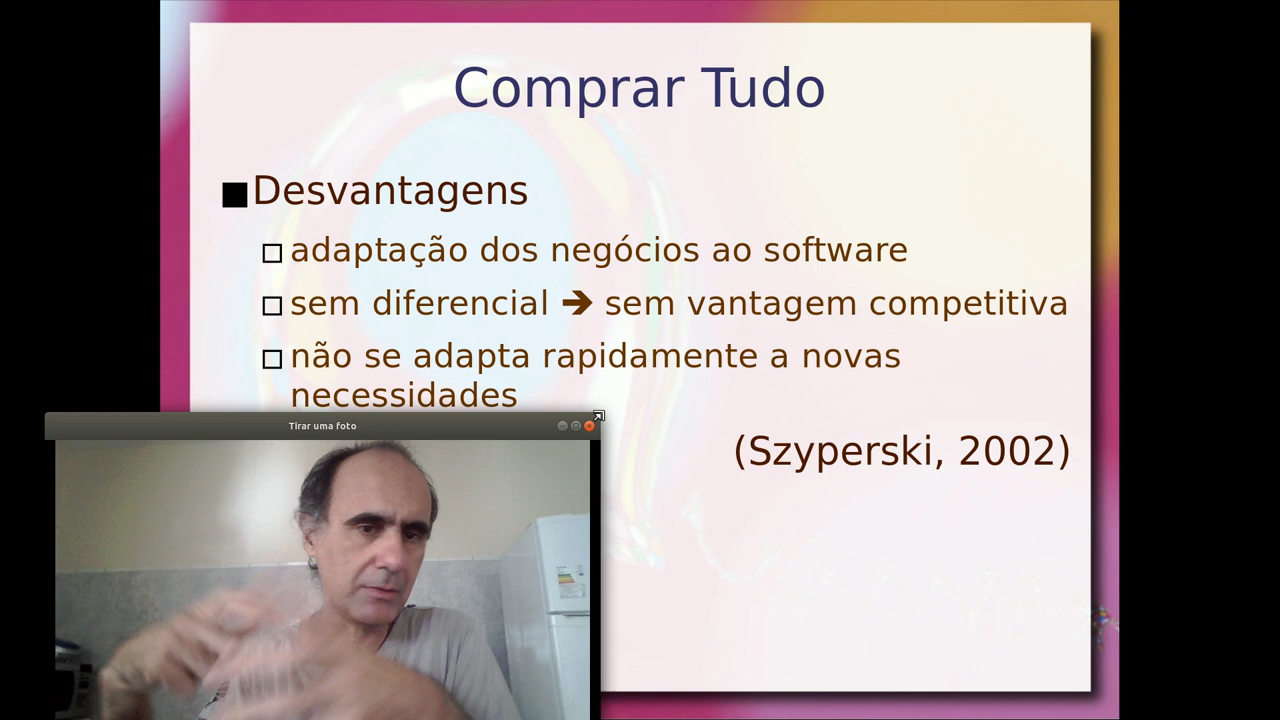 Comprar Tudo
Desvantagens
adaptação dos negócios ao software
sem diferencial ➔ sem vantagem competitiva
não se adapta rapidamente a novas
necessidades
(Szyperski, 2002)
Tirar uma foto